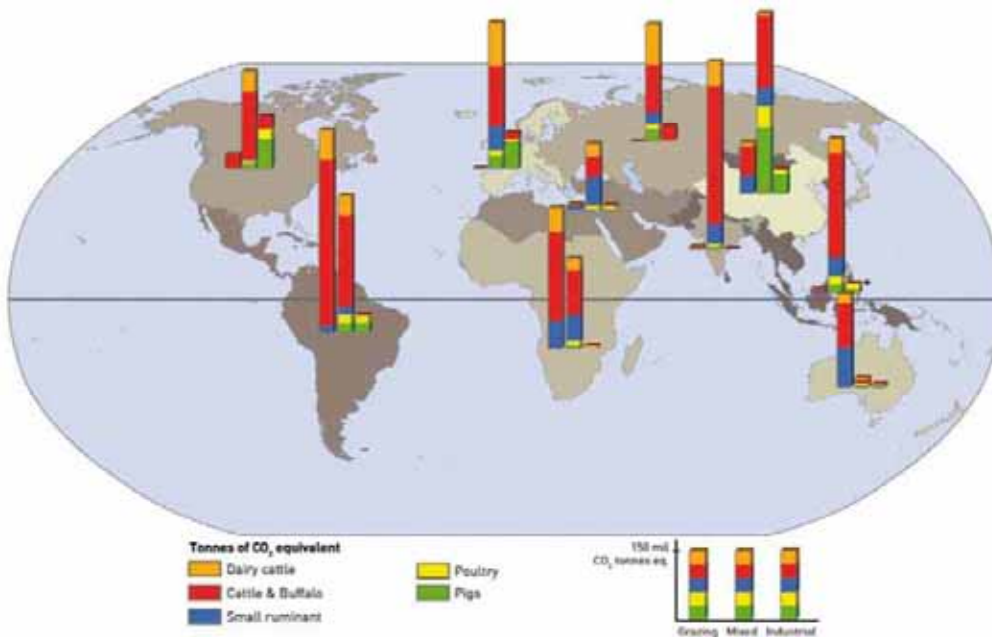 Tonnes of CO₂ equivalent
Dairy cattle
Cattle & Buffalo
Small ruminant
Poultry
Pigs
150 mil
CO₂ tonnes eq.
Grazing Mixed Industrial